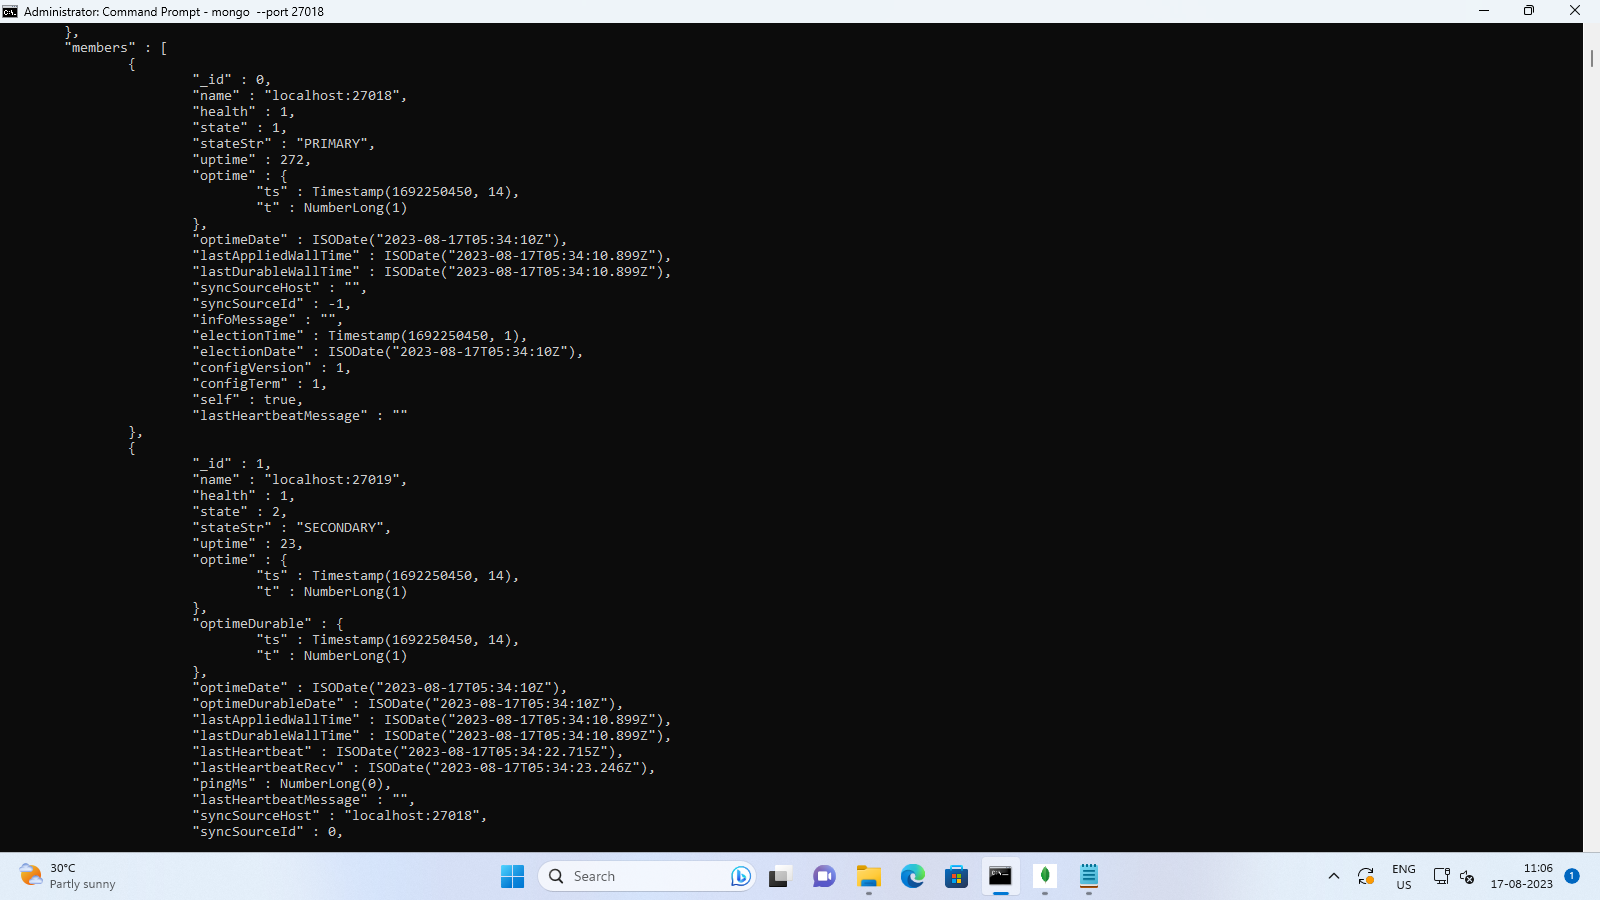 Administrator: Command Prompt - mongo  --port 27018
        },
        "members" : [
                {
                        "_id" : 0,
                        "name" : "localhost:27018",
                        "health" : 1,
                        "state" : 1,
                        "stateStr" : "PRIMARY",
                        "uptime" : 272,
                        "optime" : {
                                "ts" : Timestamp(1692250450, 14),
                                "t" : NumberLong(1)
                        },
                        "optimeDate" : ISODate("2023-08-17T05:34:10Z"),
                        "lastAppliedWallTime" : ISODate("2023-08-17T05:34:10.899Z"),
                        "lastDurableWallTime" : ISODate("2023-08-17T05:34:10.899Z"),
                        "syncSourceHost" : "",
                        "syncSourceId" : -1,
                        "infoMessage" : "",
                        "electionTime" : Timestamp(1692250450, 1),
                        "electionDate" : ISODate("2023-08-17T05:34:10Z"),
                        "configVersion" : 1,
                        "configTerm" : 1,
                        "self" : true,
                        "lastHeartbeatMessage" : ""
                },
                {
                        "_id" : 1,
                        "name" : "localhost:27019",
                        "health" : 1,
                        "state" : 2,
                        "stateStr" : "SECONDARY",
                        "uptime" : 23,
                        "optime" : {
                                "ts" : Timestamp(1692250450, 14),
                                "t" : NumberLong(1)
                        },
                        "optimeDurable" : {
                                "ts" : Timestamp(1692250450, 14),
                                "t" : NumberLong(1)
                        },
                        "optimeDate" : ISODate("2023-08-17T05:34:10Z"),
                        "optimeDurableDate" : ISODate("2023-08-17T05:34:10Z"),
                        "lastAppliedWallTime" : ISODate("2023-08-17T05:34:10.899Z"),
                        "lastDurableWallTime" : ISODate("2023-08-17T05:34:10.899Z"),
                        "lastHeartbeat" : ISODate("2023-08-17T05:34:22.715Z"),
                        "lastHeartbeatRecv" : ISODate("2023-08-17T05:34:23.246Z"),
                        "pingMs" : NumberLong(0),
                        "lastHeartbeatMessage" : "",
                        "syncSourceHost" : "localhost:27018",
                        "syncSourceId" : 0,
30°C
Partly sunny
Search
ENG
US
11:06
17-08-2023
1